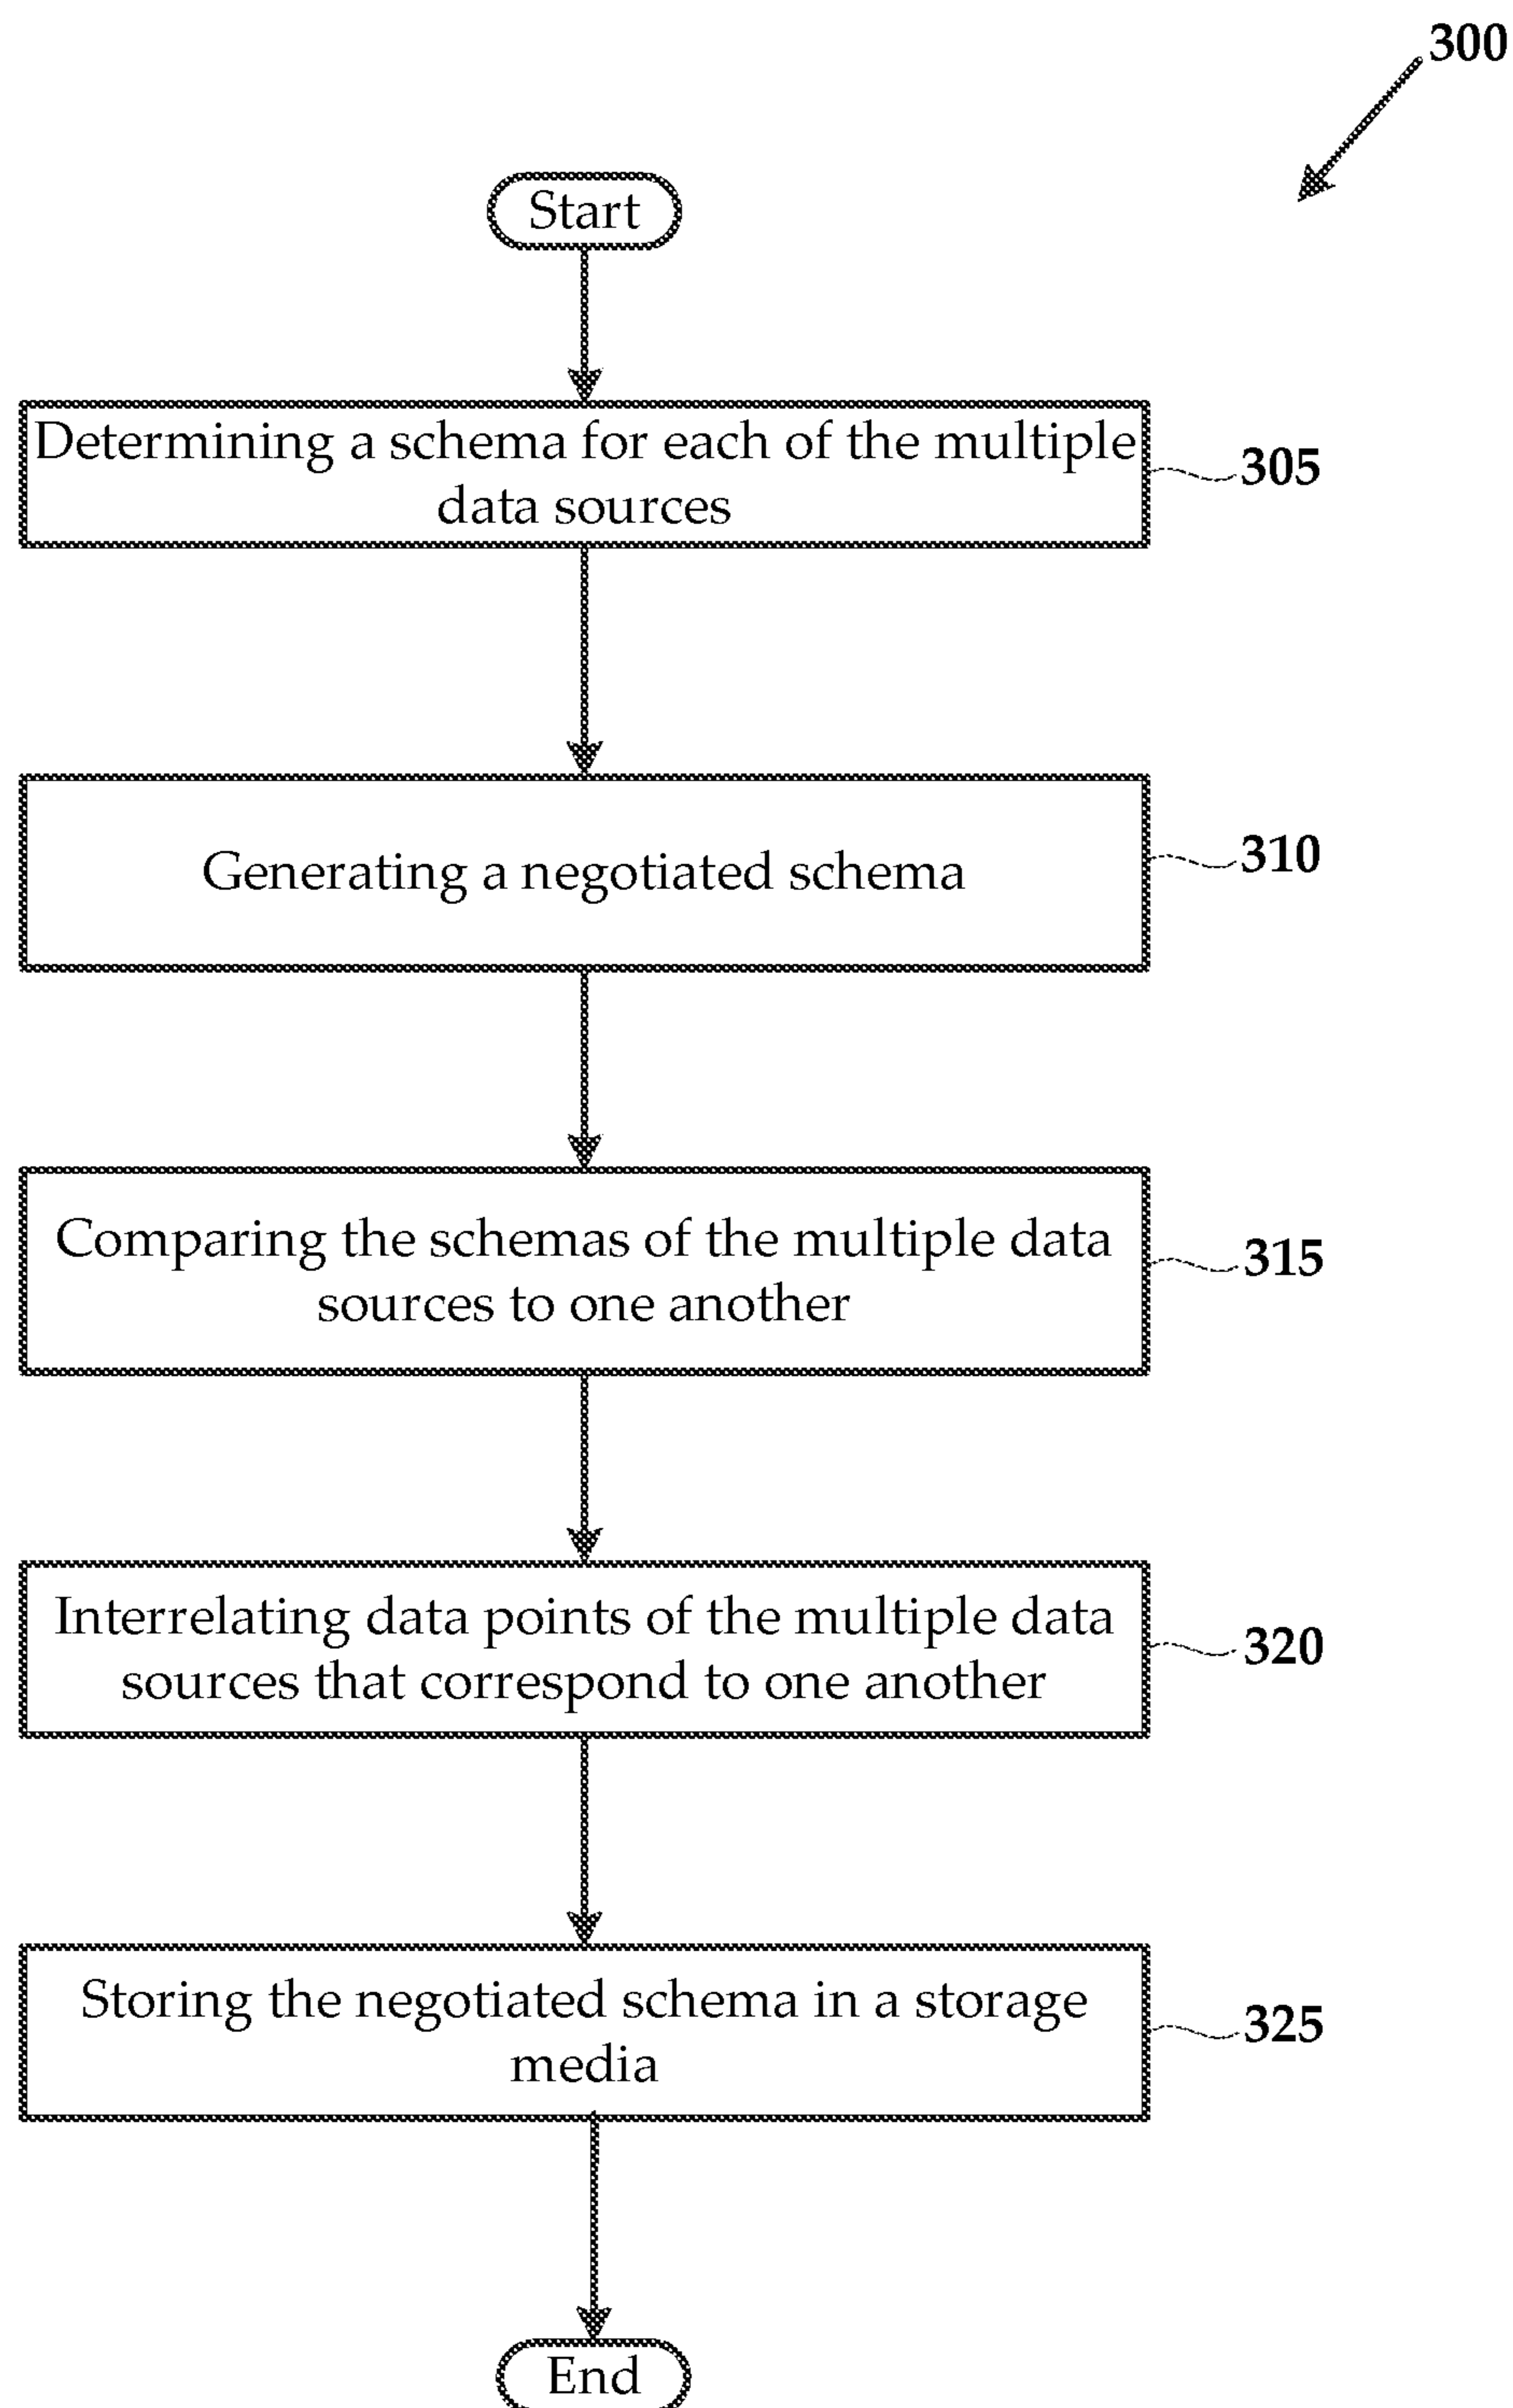 300
Start
Determining a schema for each of the multiple
data sources
305
Generating a negotiated schema
310
Comparing the schemas of the multiple data
sources to one another
315
Interrelating data points of the multiple data
sources that correspond to one another
320
Storing the negotiated schema in a storage
media
325
End